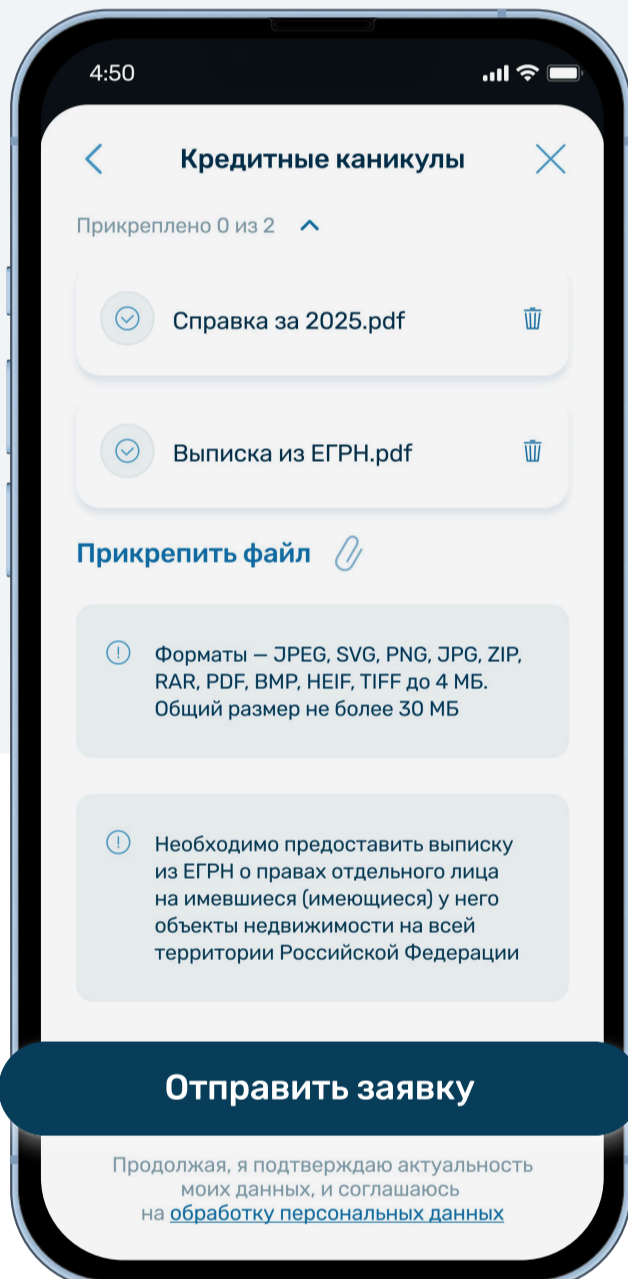 4:50
Кредитные каникулы
Прикреплено 0 из 2
Справка за 2025.pdf
Выписка из ЕГРН.pdf
Прикрепить файл
Форматы — JPEG, SVG, PNG, JPG, ZIP,
RAR, PDF, BMP, HEIF, TIFF до 4 МБ.
Общий размер не более 30 МБ
Необходимо предоставить выписку
из ЕГРН о правах отдельного лица
на имевшиеся (имеющиеся) у него
объекты недвижимости на всей
территории Российской Федерации
Отправить заявку
Продолжая, я подтверждаю актуальность
моих данных, и соглашаюсь
на обработку персональных данных